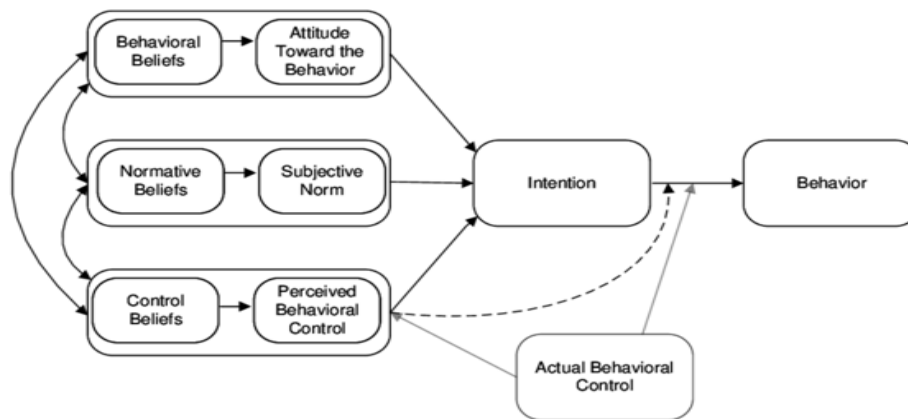 Behavioral
Beliefs
Attitude
Toward the
Behavior
Normative
Beliefs
Subjective
Norm
Intention
Behavior
Control
Beliefs
Perceived
Behavioral
Control
Actual Behavioral
Control